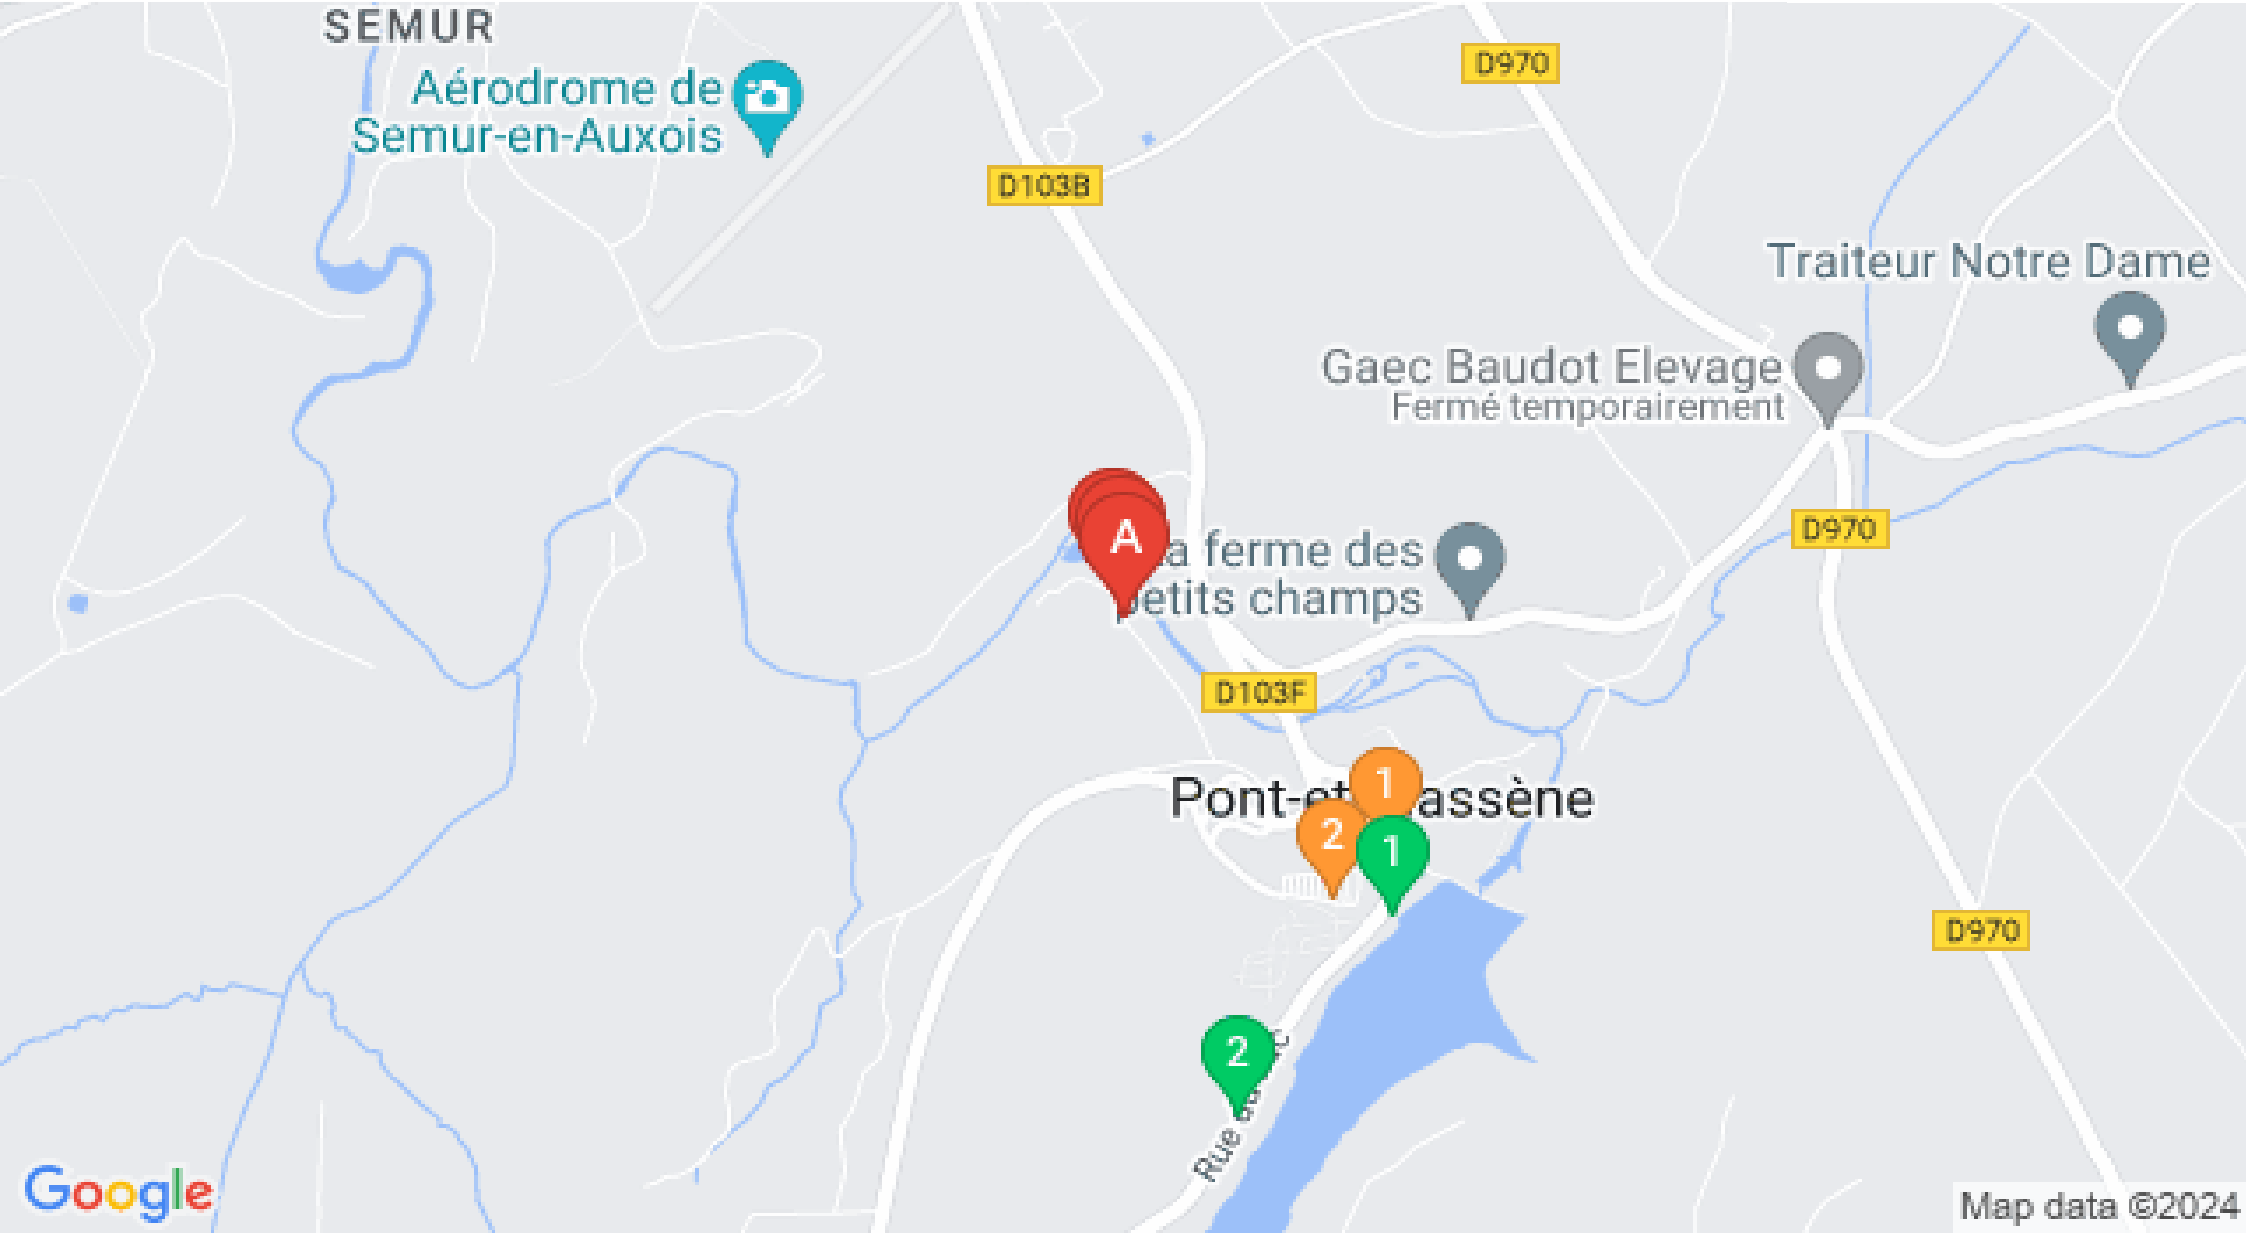 SEMUR
Aérodrome de
Semur-en-Auxois
D970
D103B
Traiteur Notre Dame
Gaec Baudot Elevage
Fermé temporairement
A
a ferme des
petits champs
D970
D103F
1
Pont-et assène
2
1
D970
2
Rue
Google
Map data ©2024